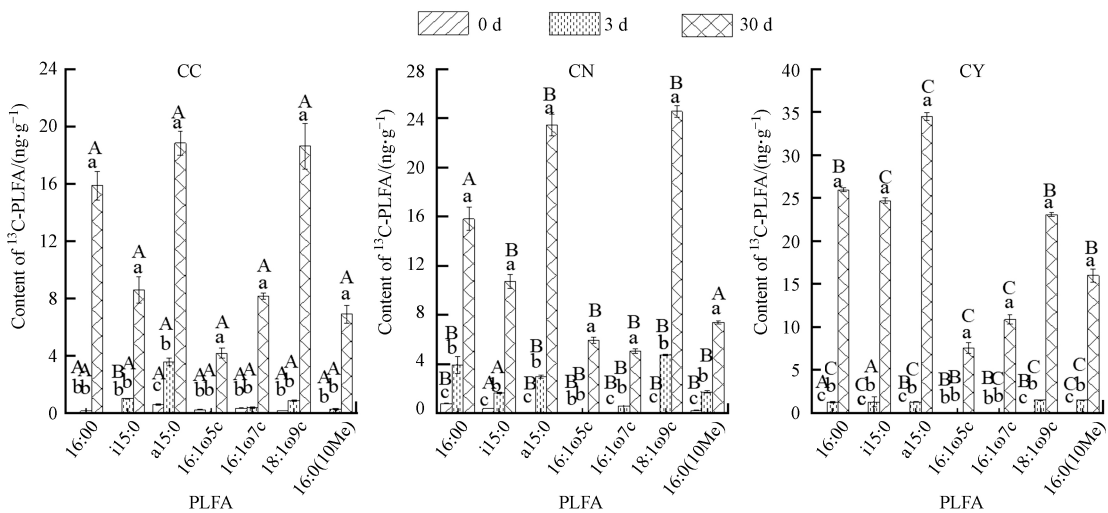 0 d 3 d 30 d
CC
Content of ¹³C-PLFA/(ng·g⁻¹)
24
20
16
12
8
4
0
A A A A A A A
a a a a a a a
A A A
b b a
B A A
b b a
A A A
c b a
A A A
b b a
A A A
b b a
A A A
b b a
A A A
b b a
16:00 i15:0 a15:0 16:1ω5c 16:1ω7c 18:1ω9c 16:0(10Me)
PLFA
CN
Content of ¹³C-PLFA/(ng·g⁻¹)
28
24
20
16
12
8
4
0
A B B B B B A
a a a a a a a
16:00 i15:0 a15:0 16:1ω5c 16:1ω7c 18:1ω9c 16:0(10Me)
PLFA
CY
Content of ¹³C-PLFA/(ng·g⁻¹)
40
35
30
25
20
15
10
5
0
B C C C C C B
a a a a a a a
16:00 i15:0 a15:0 16:1ω5c 16:1ω7c 18:1ω9c 16:0(10Me)
PLFA